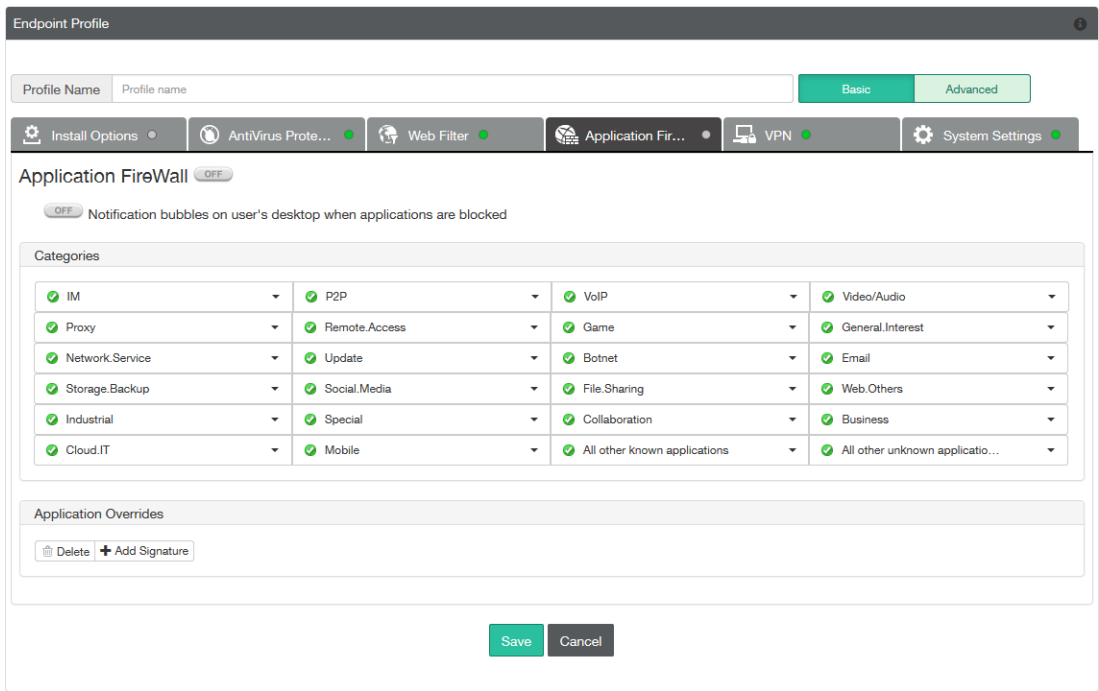 Endpoint Profile
Profile Name Profile name Basic Advanced
Install Options AntiVirus Prote... Web Filter Application Fir... VPN System Settings
Application FireWall OFF
OFF Notification bubbles on user's desktop when applications are blocked
Categories
IM P2P VoIP Video/Audio
Proxy Remote.Access Game General.Interest
Network.Service Update Botnet Email
Storage.Backup Social.Media File.Sharing Web.Others
Industrial Special Collaboration Business
Cloud.IT Mobile All other known applications All other unknown applicatio...
Application Overrides
Delete Add Signature
Save Cancel